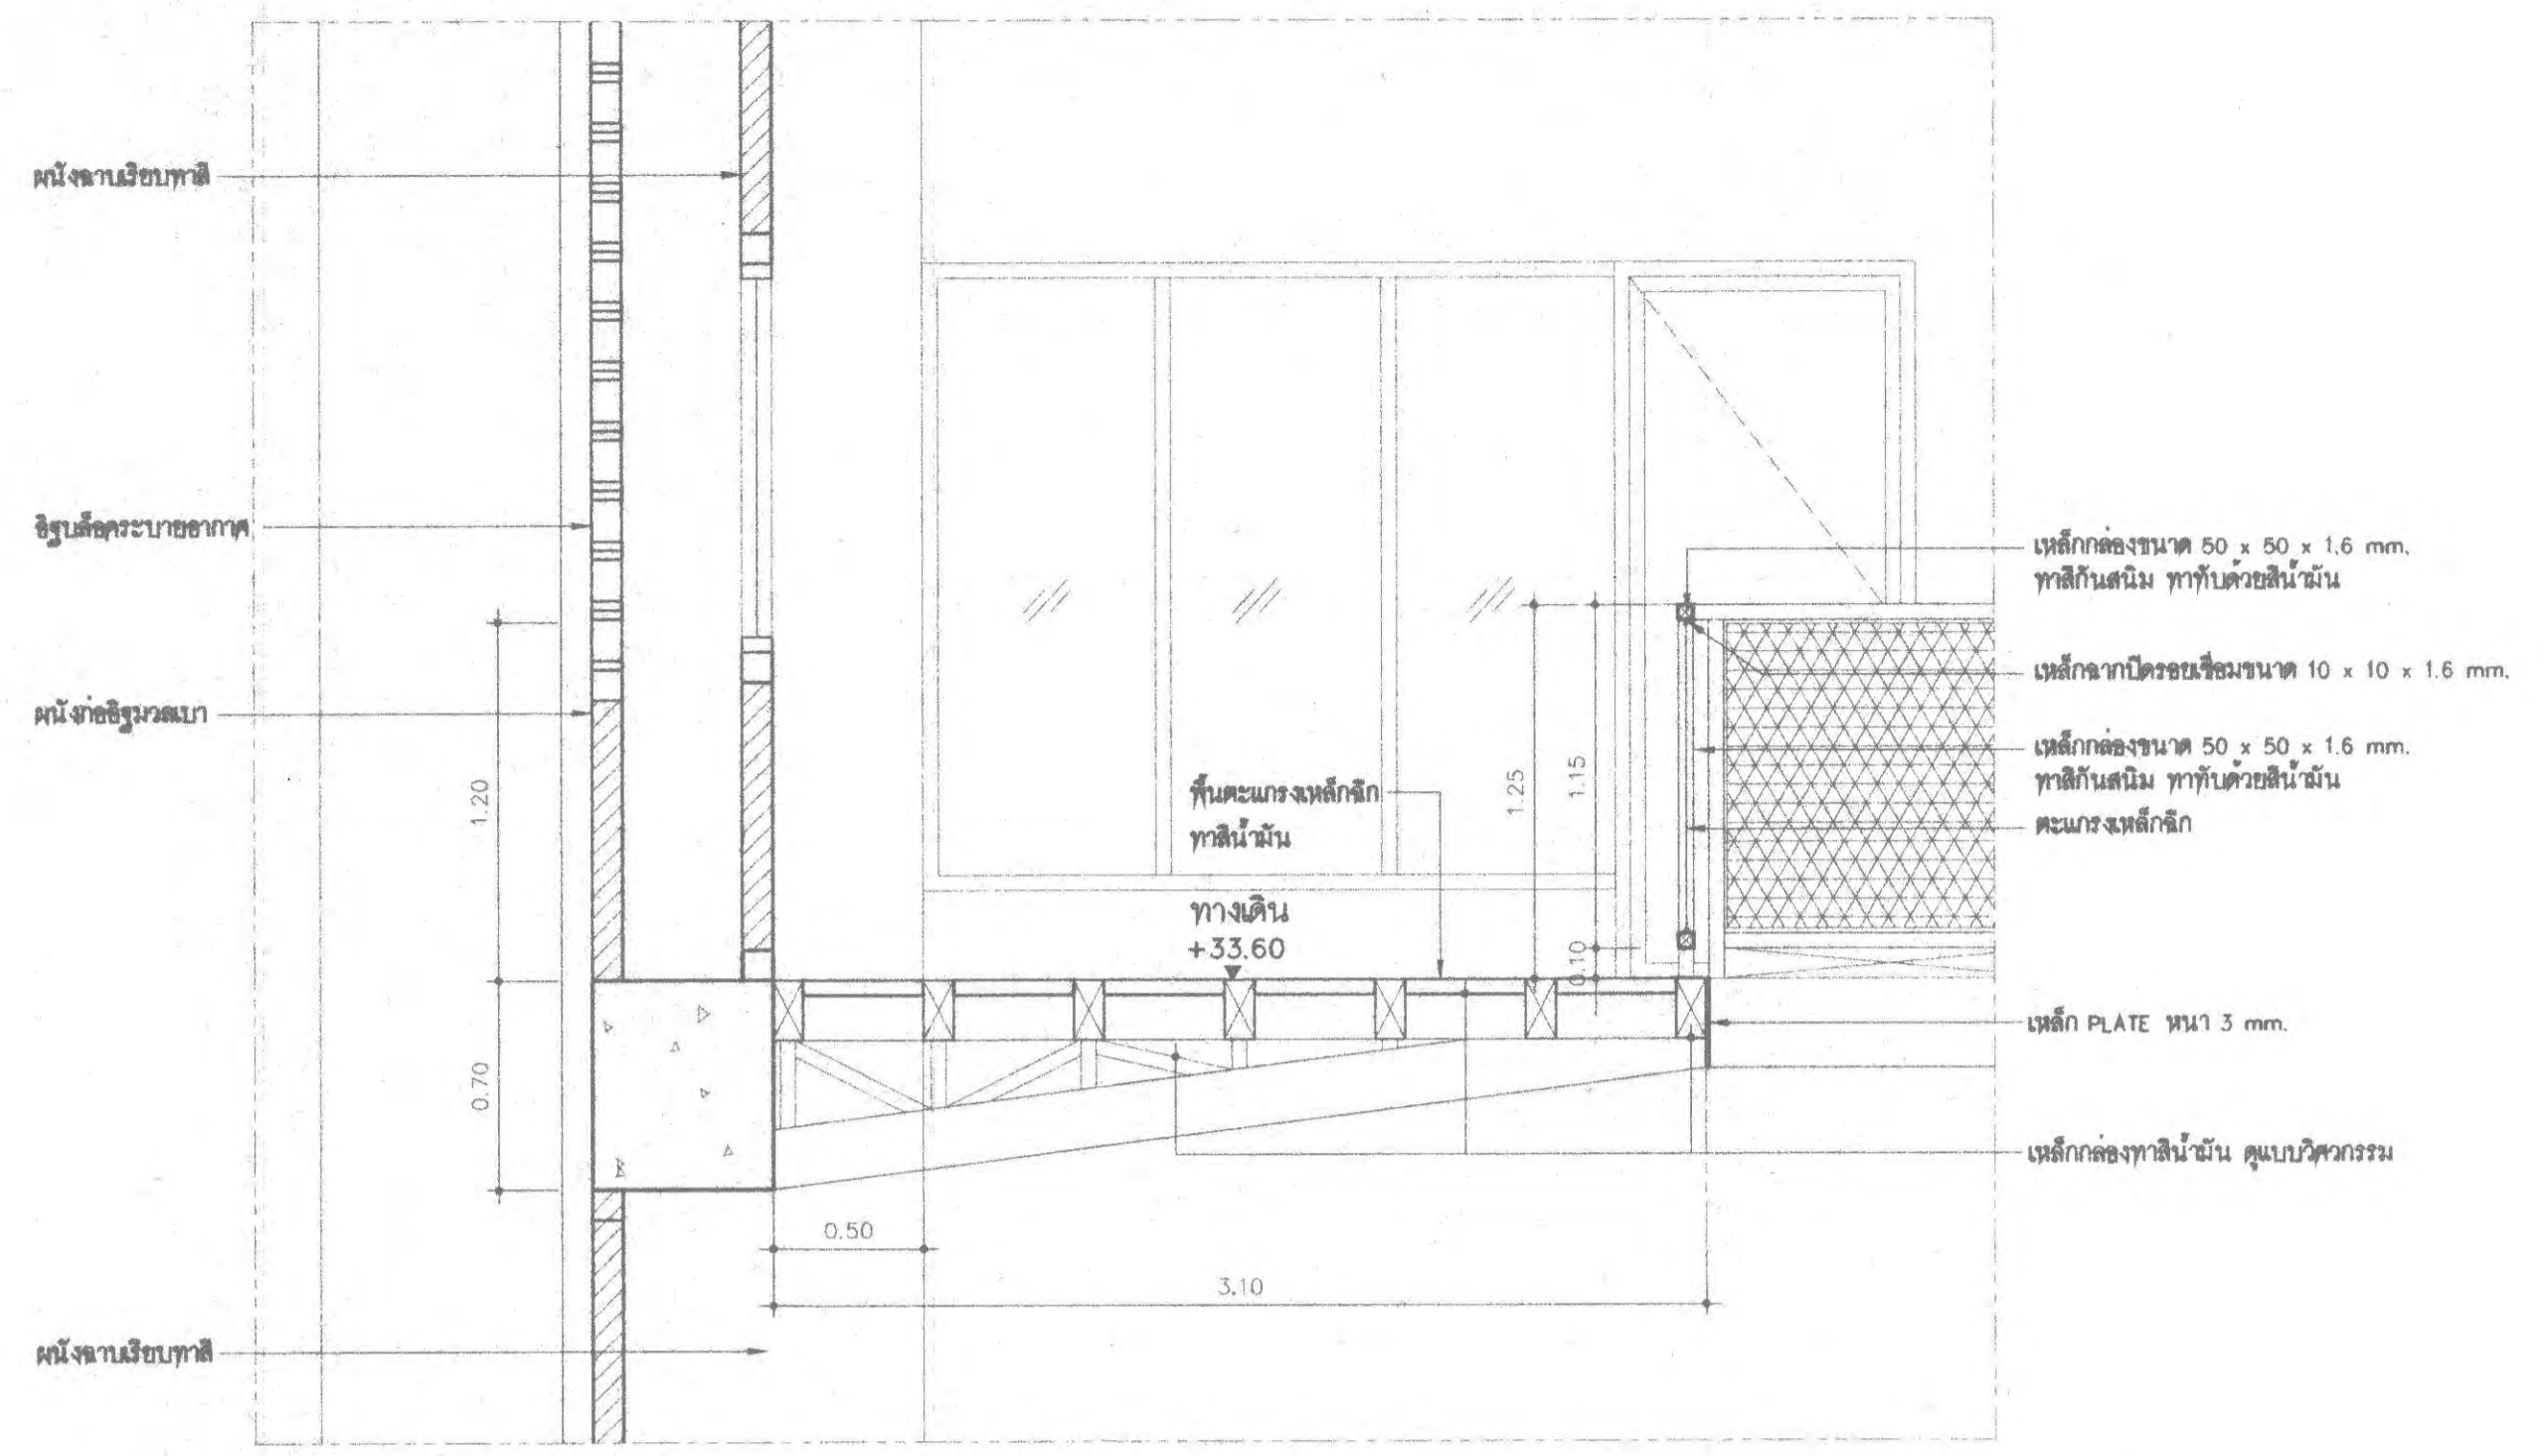 ผนังฉาบเรียบทาสี
อิฐบล็อคระบายอากาศ
ผนังก่ออิฐมวลเบา
ผนังฉาบเรียบทาสี
1.20
0.70
0.50
3.10
พื้นตะแกรงเหล็กฉีก
ทาสีน้ำมัน
ทางเดิน
+33.60
1.25
1.15
0.10
เหล็กกล่องขนาด 50 x 50 x 1.6 mm.
ทาสีกันสนิม ทาทับด้วยสีน้ำมัน
เหล็กฉากปิดรอยเชื่อมขนาด 10 x 10 x 1.6 mm.
เหล็กกล่องขนาด 50 x 50 x 1.6 mm.
ทาสีกันสนิม ทาทับด้วยสีน้ำมัน
ตะแกรงเหล็กฉีก
เหล็ก PLATE หนา 3 mm.
เหล็กกล่องทาสีน้ำมัน ดูแบบวิศวกรรม